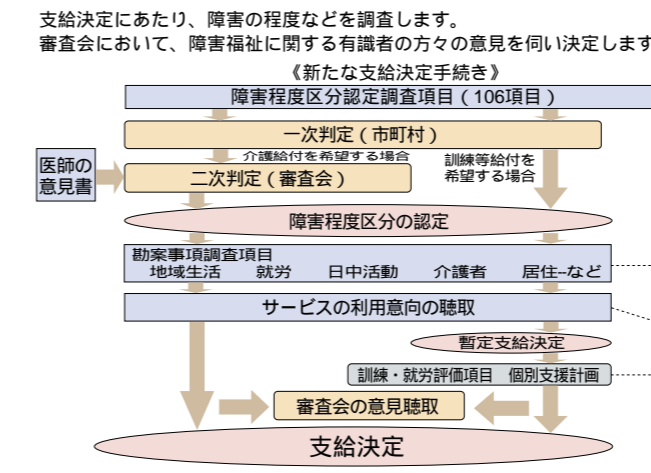 支給決定にあたり、障害の程度などを調査します。
審査会において、障害福祉に関する有識者の方々の意見を伺い決定します
《新たな支給決定手続き》
障害程度区分認定調査項目（106項目）
一次判定（市町村）
介護給付を希望する場合
訓練等給付を
希望する場合
医師の
意見書
二次判定（審査会）
障害程度区分の認定
勘案事項調査項目
地域生活　就労　日中活動　介護者　居住–など
サービスの利用意向の聴取
暫定支給決定
訓練・就労評価項目　個別支援計画
審査会の意見聴取
支給決定